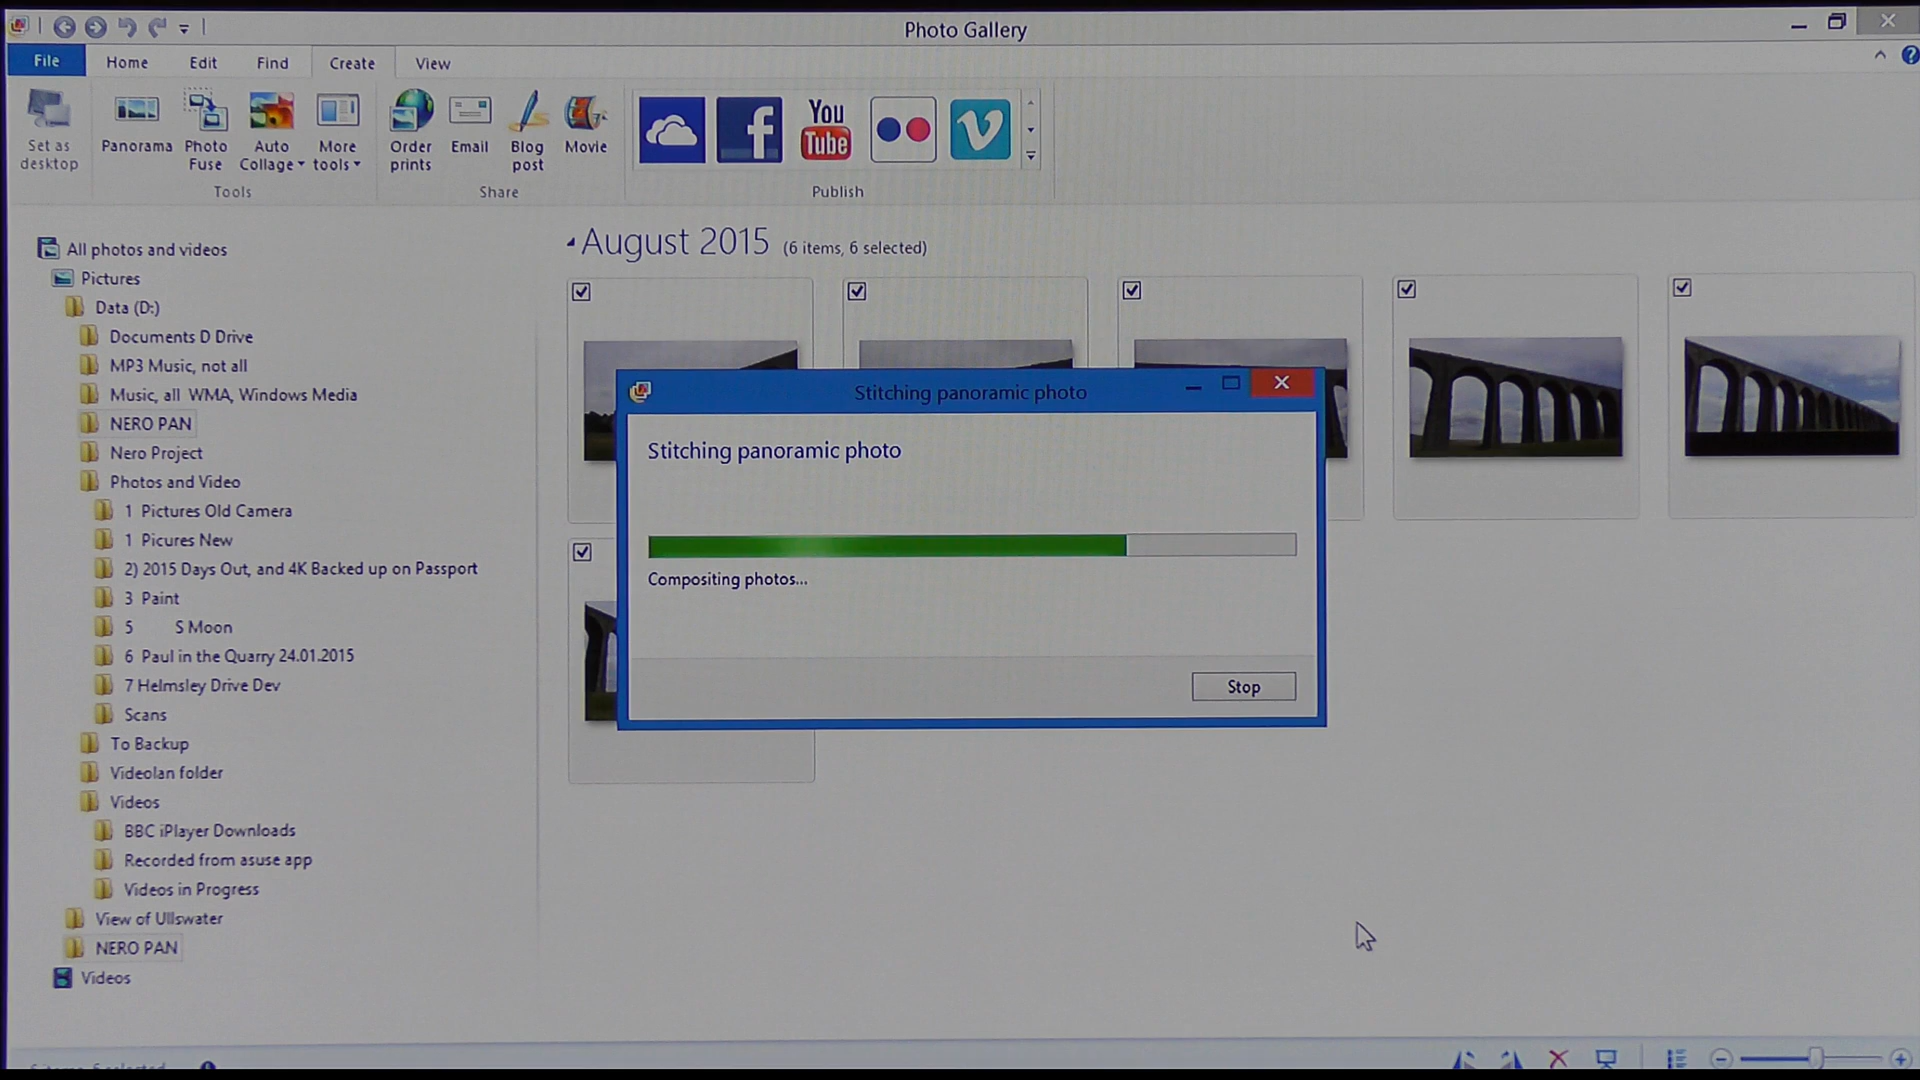 Photo Gallery
File Home Edit Find Create View
Set as desktop
Panorama
Photo Fuse
Auto Collage
More tools
Order prints
Email
Blog post
Movie
f
You Tube
v
Tools
Share
Publish
All photos and videos
Pictures
Data (D:)
Documents D Drive
MP3 Music, not all
Music, all WMA, Windows Media
NERO PAN
Nero Project
Photos and Video
1 Pictures Old Camera
1 Picures New
2) 2015 Days Out, and 4K Backed up on Passport
3 Paint
5 S Moon
6 Paul in the Quarry 24.01.2015
7 Helmsley Drive Dev
Scans
To Backup
Videolan folder
Videos
BBC iPlayer Downloads
Recorded from asuse app
Videos in Progress
View of Ullswater
NERO PAN
Videos
August 2015 (6 items, 6 selected)
Stitching panoramic photo
Stitching panoramic photo
Compositing photos...
Stop